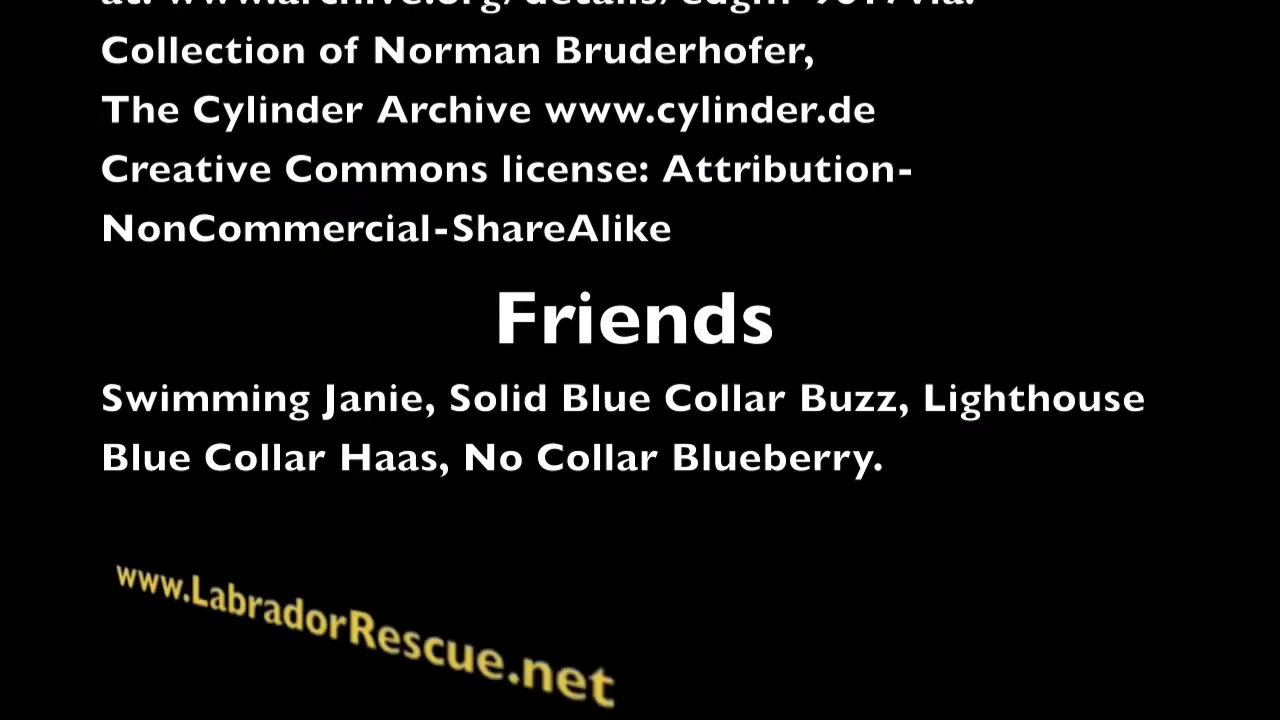 Collection of Norman Bruderhofer,
The Cylinder Archive www.cylinder.de
Creative Commons license: Attribution-
NonCommercial-ShareAlike
Friends
Swimming Janie, Solid Blue Collar Buzz, Lighthouse
Blue Collar Haas, No Collar Blueberry.
www.LabradorRescue.net